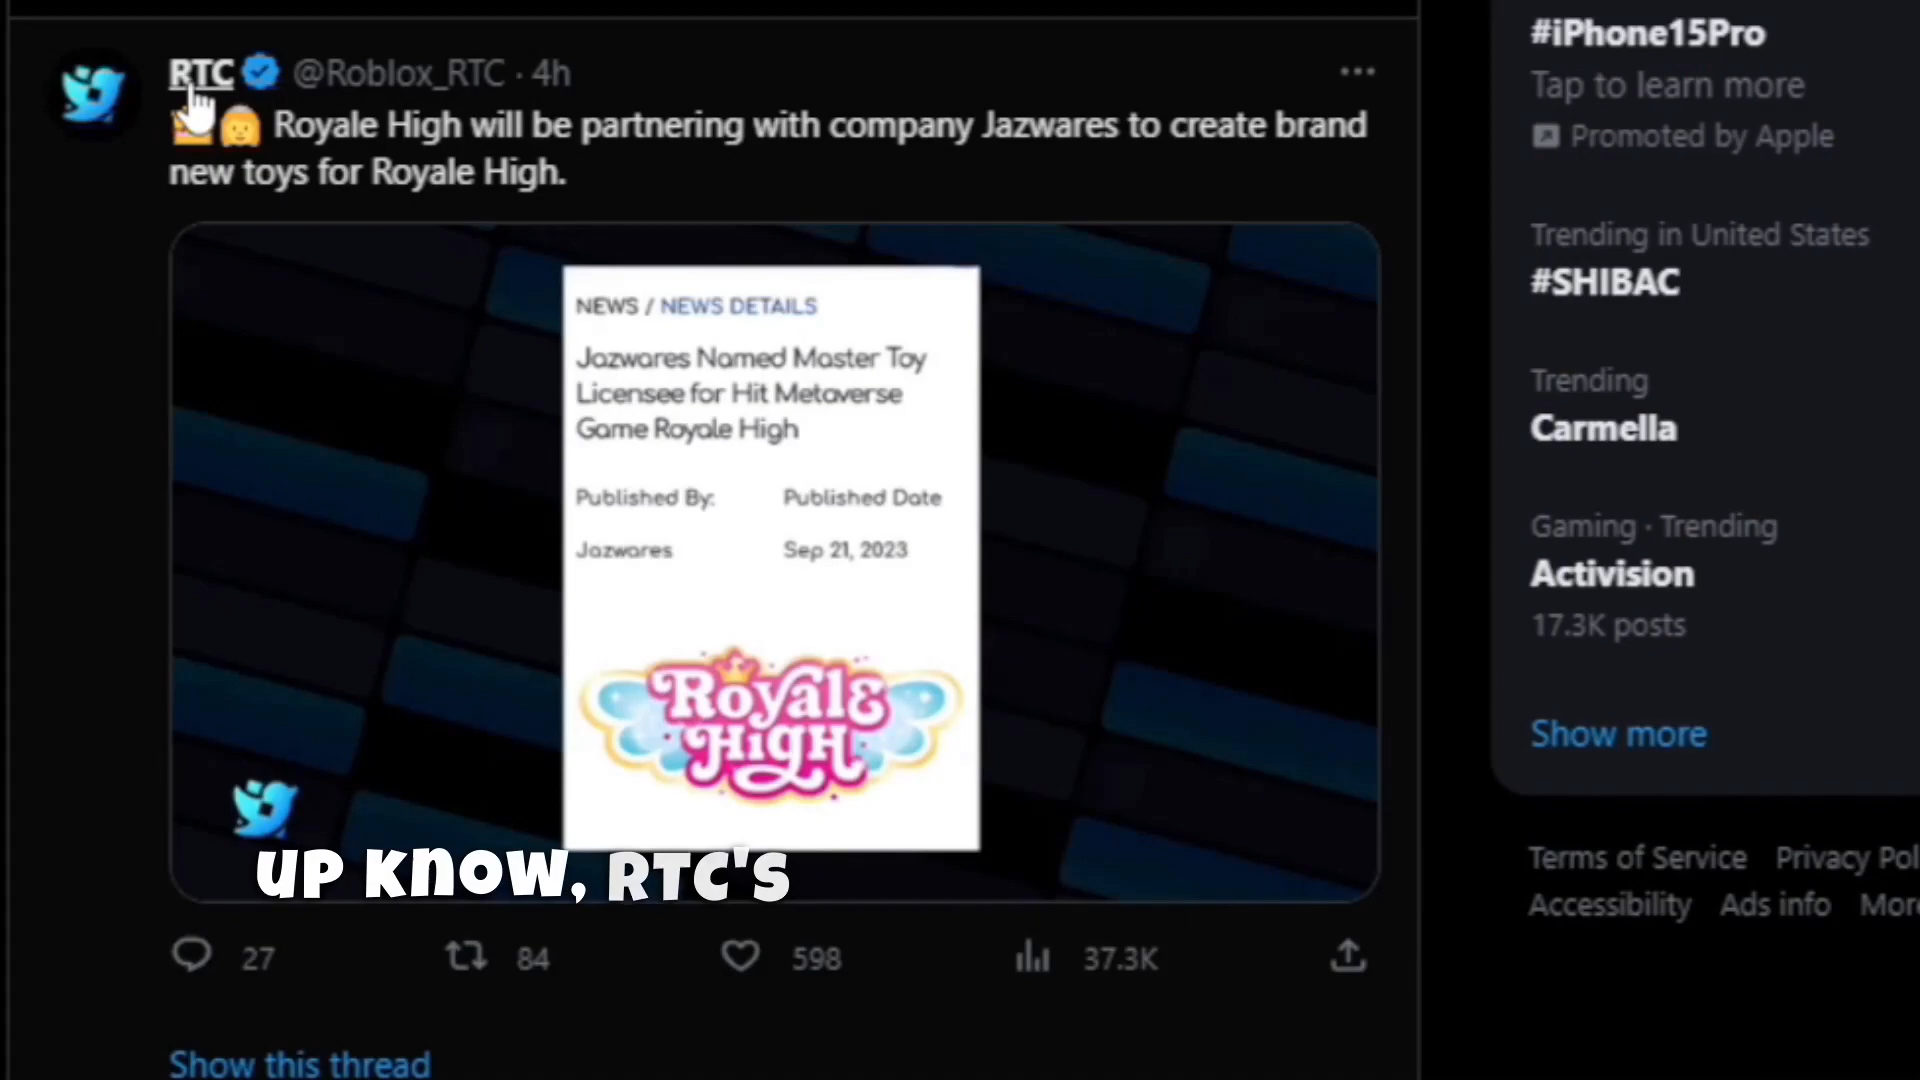 RTC @Roblox_RTC · 4h
Royale High will be partnering with company Jazwares to create brand
new toys for Royale High.
NEWS / NEWS DETAILS
Jazwares Named Master Toy
Licensee for Hit Metaverse
Game Royale High
Published By: Published Date
Jazwares Sep 21, 2023
Royale
High
up know, RTC's
27 84 598 37.3K
Show this thread
#iPhone15Pro
Tap to learn more
Promoted by Apple
Trending in United States
#SHIBAC
Trending
Carmella
Gaming · Trending
Activision
17.3K posts
Show more
Terms of Service Privacy Pol
Accessibility Ads info More